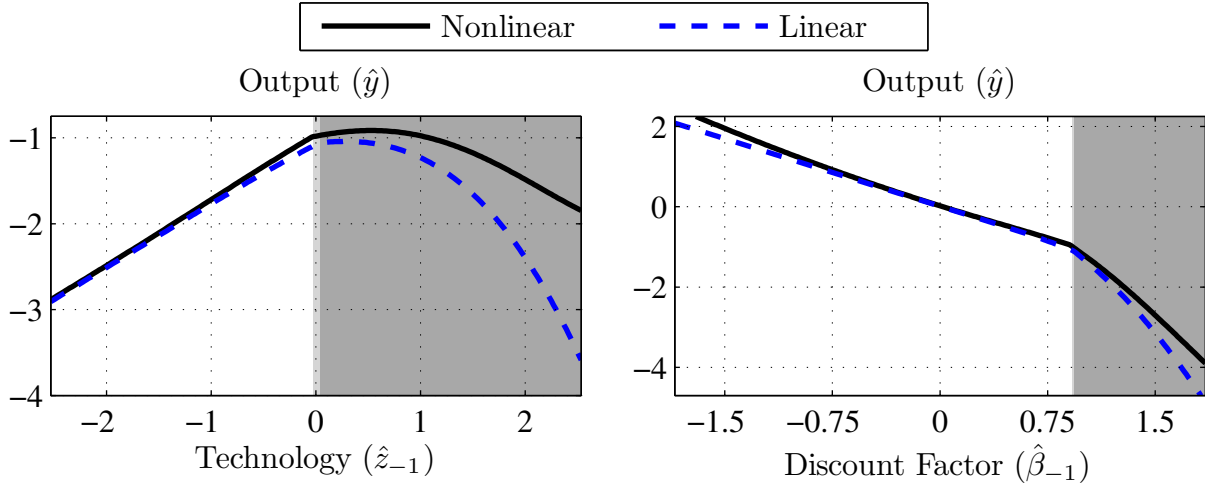 Nonlinear Linear
Output (ŷ)
−1
−2
−3
−4
−2 −1 0 1 2
Technology (ẑ₋₁)
Output (ŷ)
2
0
−2
−4
−1.5 −0.75 0 0.75 1.5
Discount Factor (β̂₋₁)